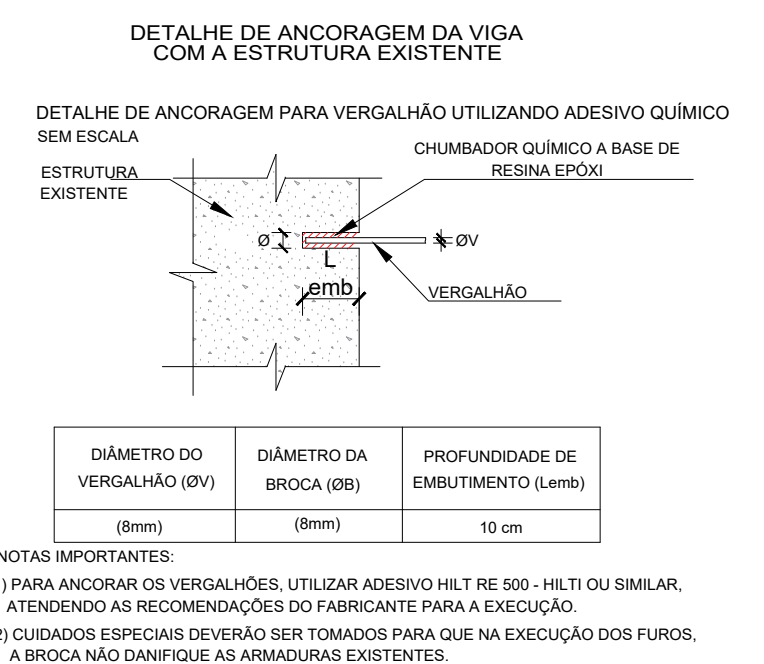 DETALHE DE ANCORAGEM DA VIGA
COM A ESTRUTURA EXISTENTE
DETALHE DE ANCORAGEM PARA VERGALHÃO UTILIZANDO ADESIVO QUÍMICO
SEM ESCALA
CHUMBADOR QUÍMICO A BASE DE
RESINA EPÓXI
ESTRUTURA
EXISTENTE
Ø
ØV
L
emb
VERGALHÃO
DIÂMETRO DO
VERGALHÃO (ØV)
DIÂMETRO DA
BROCA (ØB)
PROFUNDIDADE DE
EMBUTIMENTO (Lemb)
(8mm)
(8mm)
10 cm
NOTAS IMPORTANTES:
) PARA ANCORAR OS VERGALHÕES, UTILIZAR ADESIVO HILT RE 500 - HILTI OU SIMILAR,
ATENDENDO AS RECOMENDAÇÕES DO FABRICANTE PARA A EXECUÇÃO.
2) CUIDADOS ESPECIAIS DEVERÃO SER TOMADOS PARA QUE NA EXECUÇÃO DOS FUROS,
A BROCA NÃO DANIFIQUE AS ARMADURAS EXISTENTES.